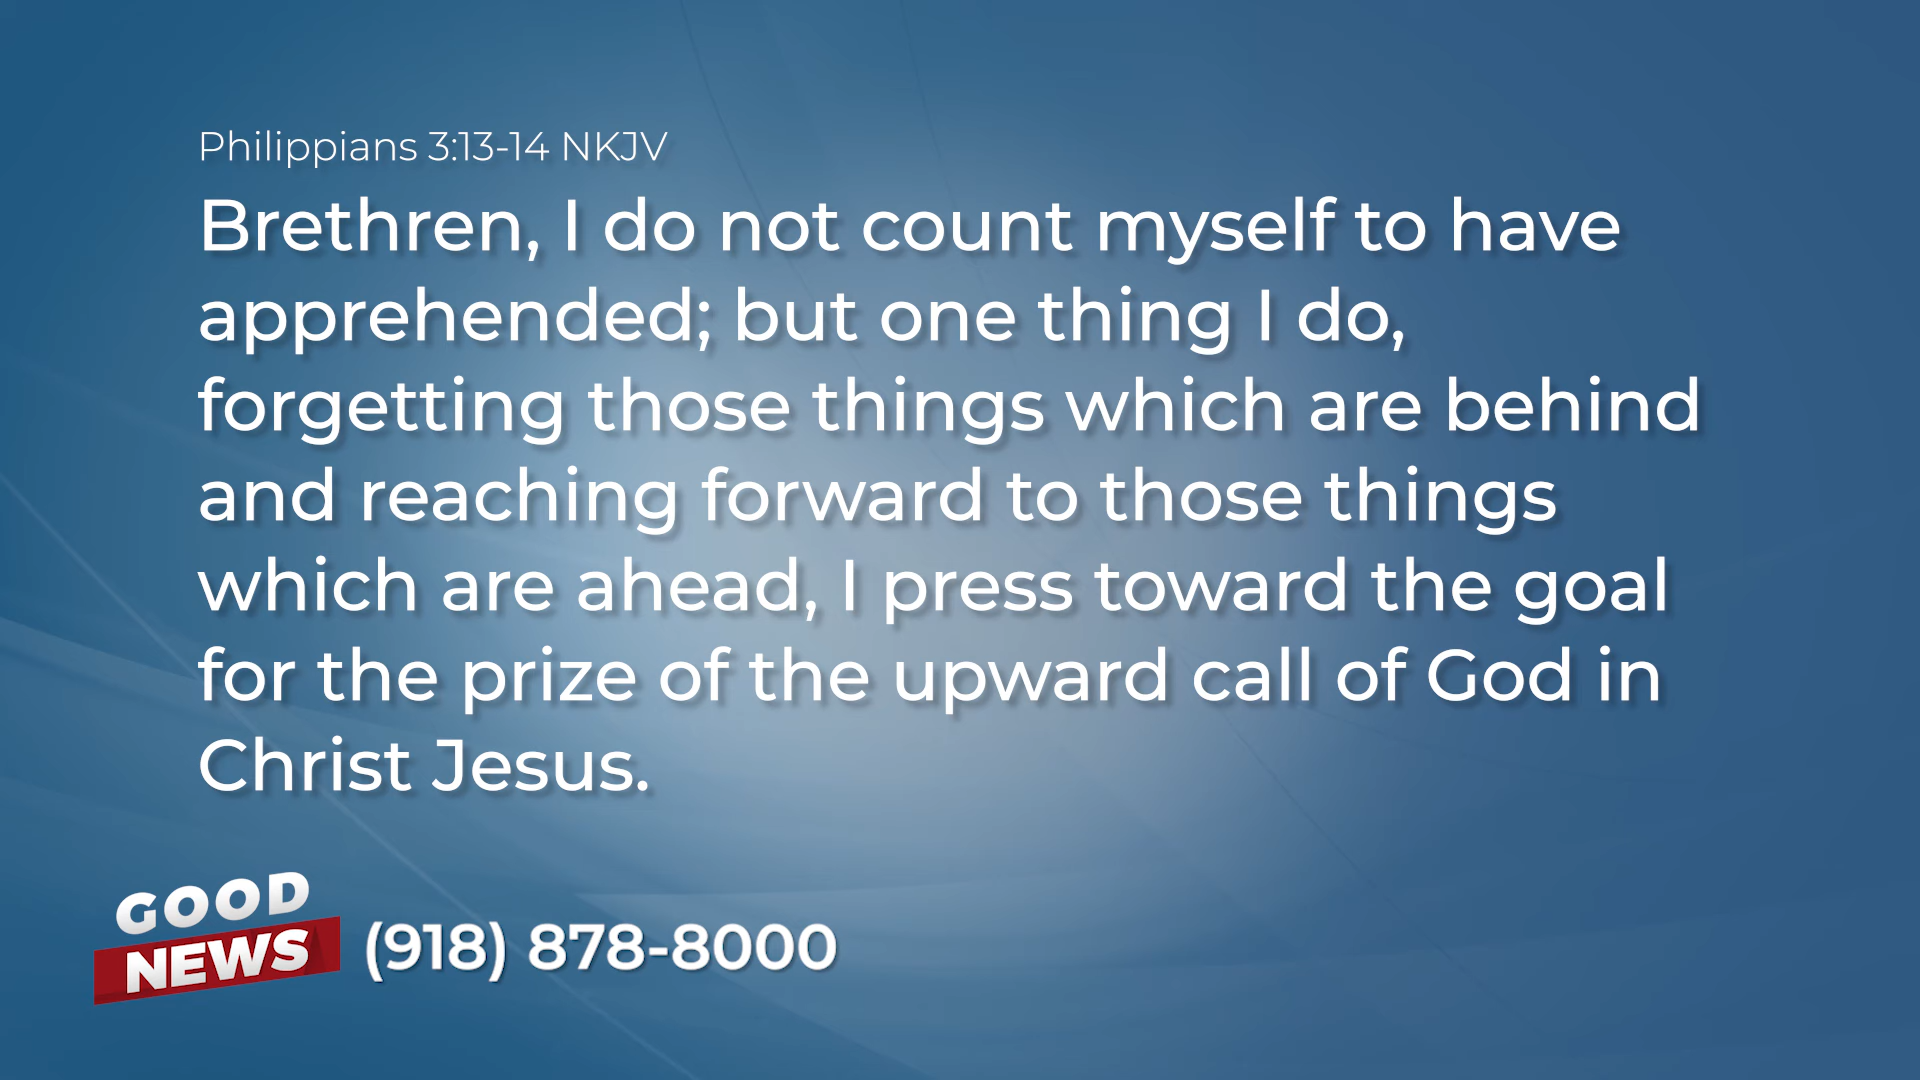 Philippians 3:13-14 NKJV
Brethren, I do not count myself to have
apprehended; but one thing I do,
forgetting those things which are behind
and reaching forward to those things
which are ahead, I press toward the goal
for the prize of the upward call of God in
Christ Jesus.
GOOD
NEWS
(918) 878-8000